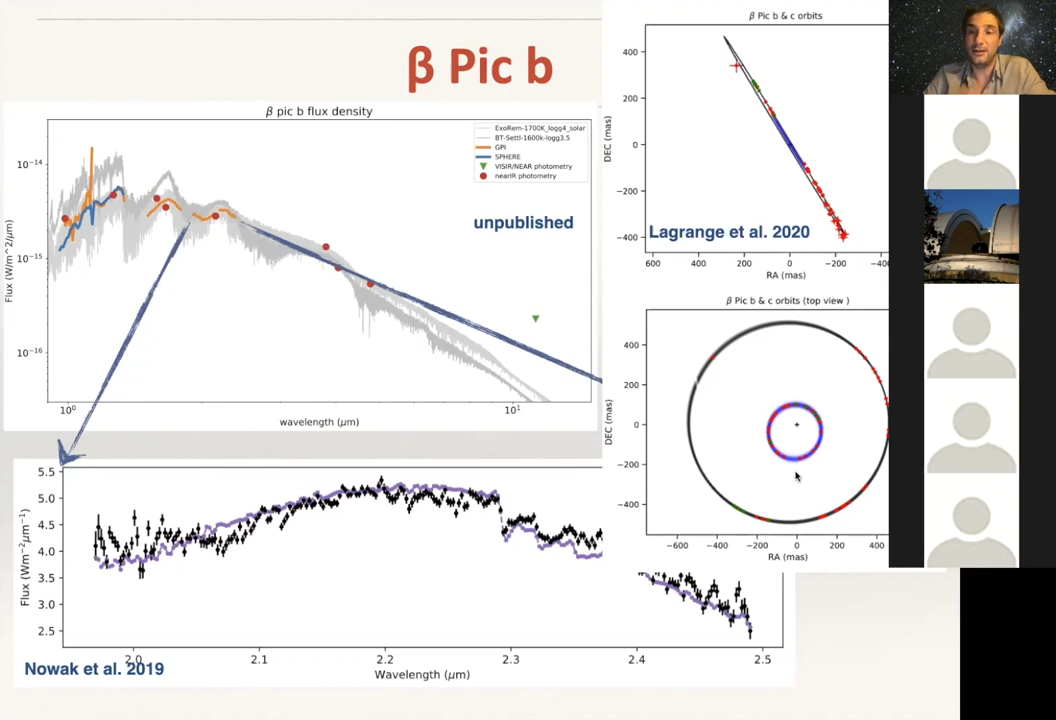 β Pic b
β pic b flux density
ExoRem-1700K_logg4_solar
BT-Settl-1600k-logg3.5
GPI
SPHERE
VISIR/NEAR photometry
nearIR photometry
unpublished
Flux (W/m^2/μm)
10⁻¹⁴
10⁻¹⁵
10⁻¹⁶
10⁰
10¹
wavelength (μm)
β Pic b & c orbits
DEC (mas)
400
200
0
−200
−400
Lagrange et al. 2020
600 400 200 0 −200 −400
RA (mas)
β Pic b & c orbits (top view )
DEC (mas)
400
200
0
−200
−400
−600 −400 −200 0 200 400
RA (mas)
Flux (Wm⁻²μm⁻¹)
5.5
5.0
4.5
4.0
3.5
3.0
2.5
2.0 2.1 2.2 2.3 2.4 2.5
Wavelength (μm)
Nowak et al. 2019